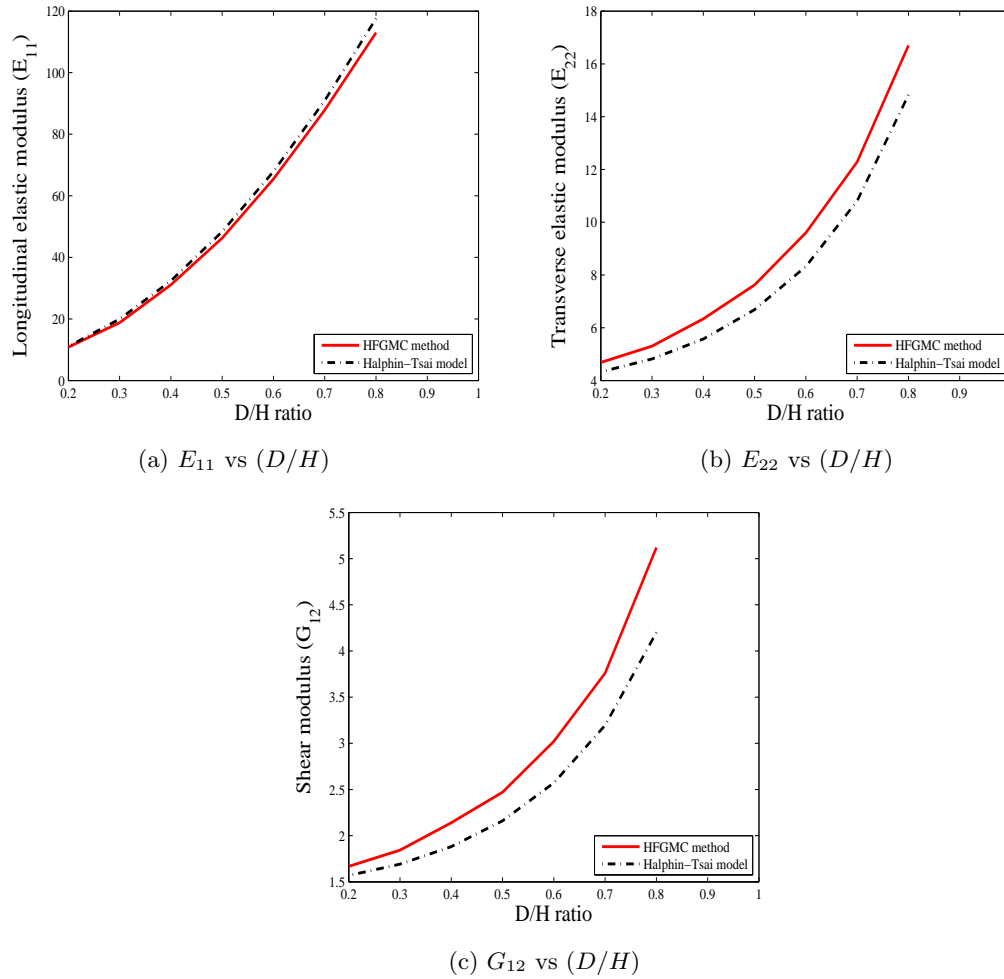 120
100
80
60
40
20
0
Longitudinal elastic modulus (E11)
0.2 0.3 0.4 0.5 0.6 0.7 0.8 0.9 1
D/H ratio
HFGMC method
Halphin−Tsai model
(a) E11 vs (D/H)
18
16
14
12
10
8
6
4
Transverse elastic modulus (E22)
0.2 0.3 0.4 0.5 0.6 0.7 0.8 0.9
D/H ratio
HFGMC method
Halphin−Tsai model
(b) E22 vs (D/H)
5.5
5
4.5
4
3.5
3
2.5
2
1.5
Shear modulus (G12)
0.2 0.3 0.4 0.5 0.6 0.7 0.8 0.9 1
D/H ratio
HFGMC method
Halphin−Tsai model
(c) G12 vs (D/H)